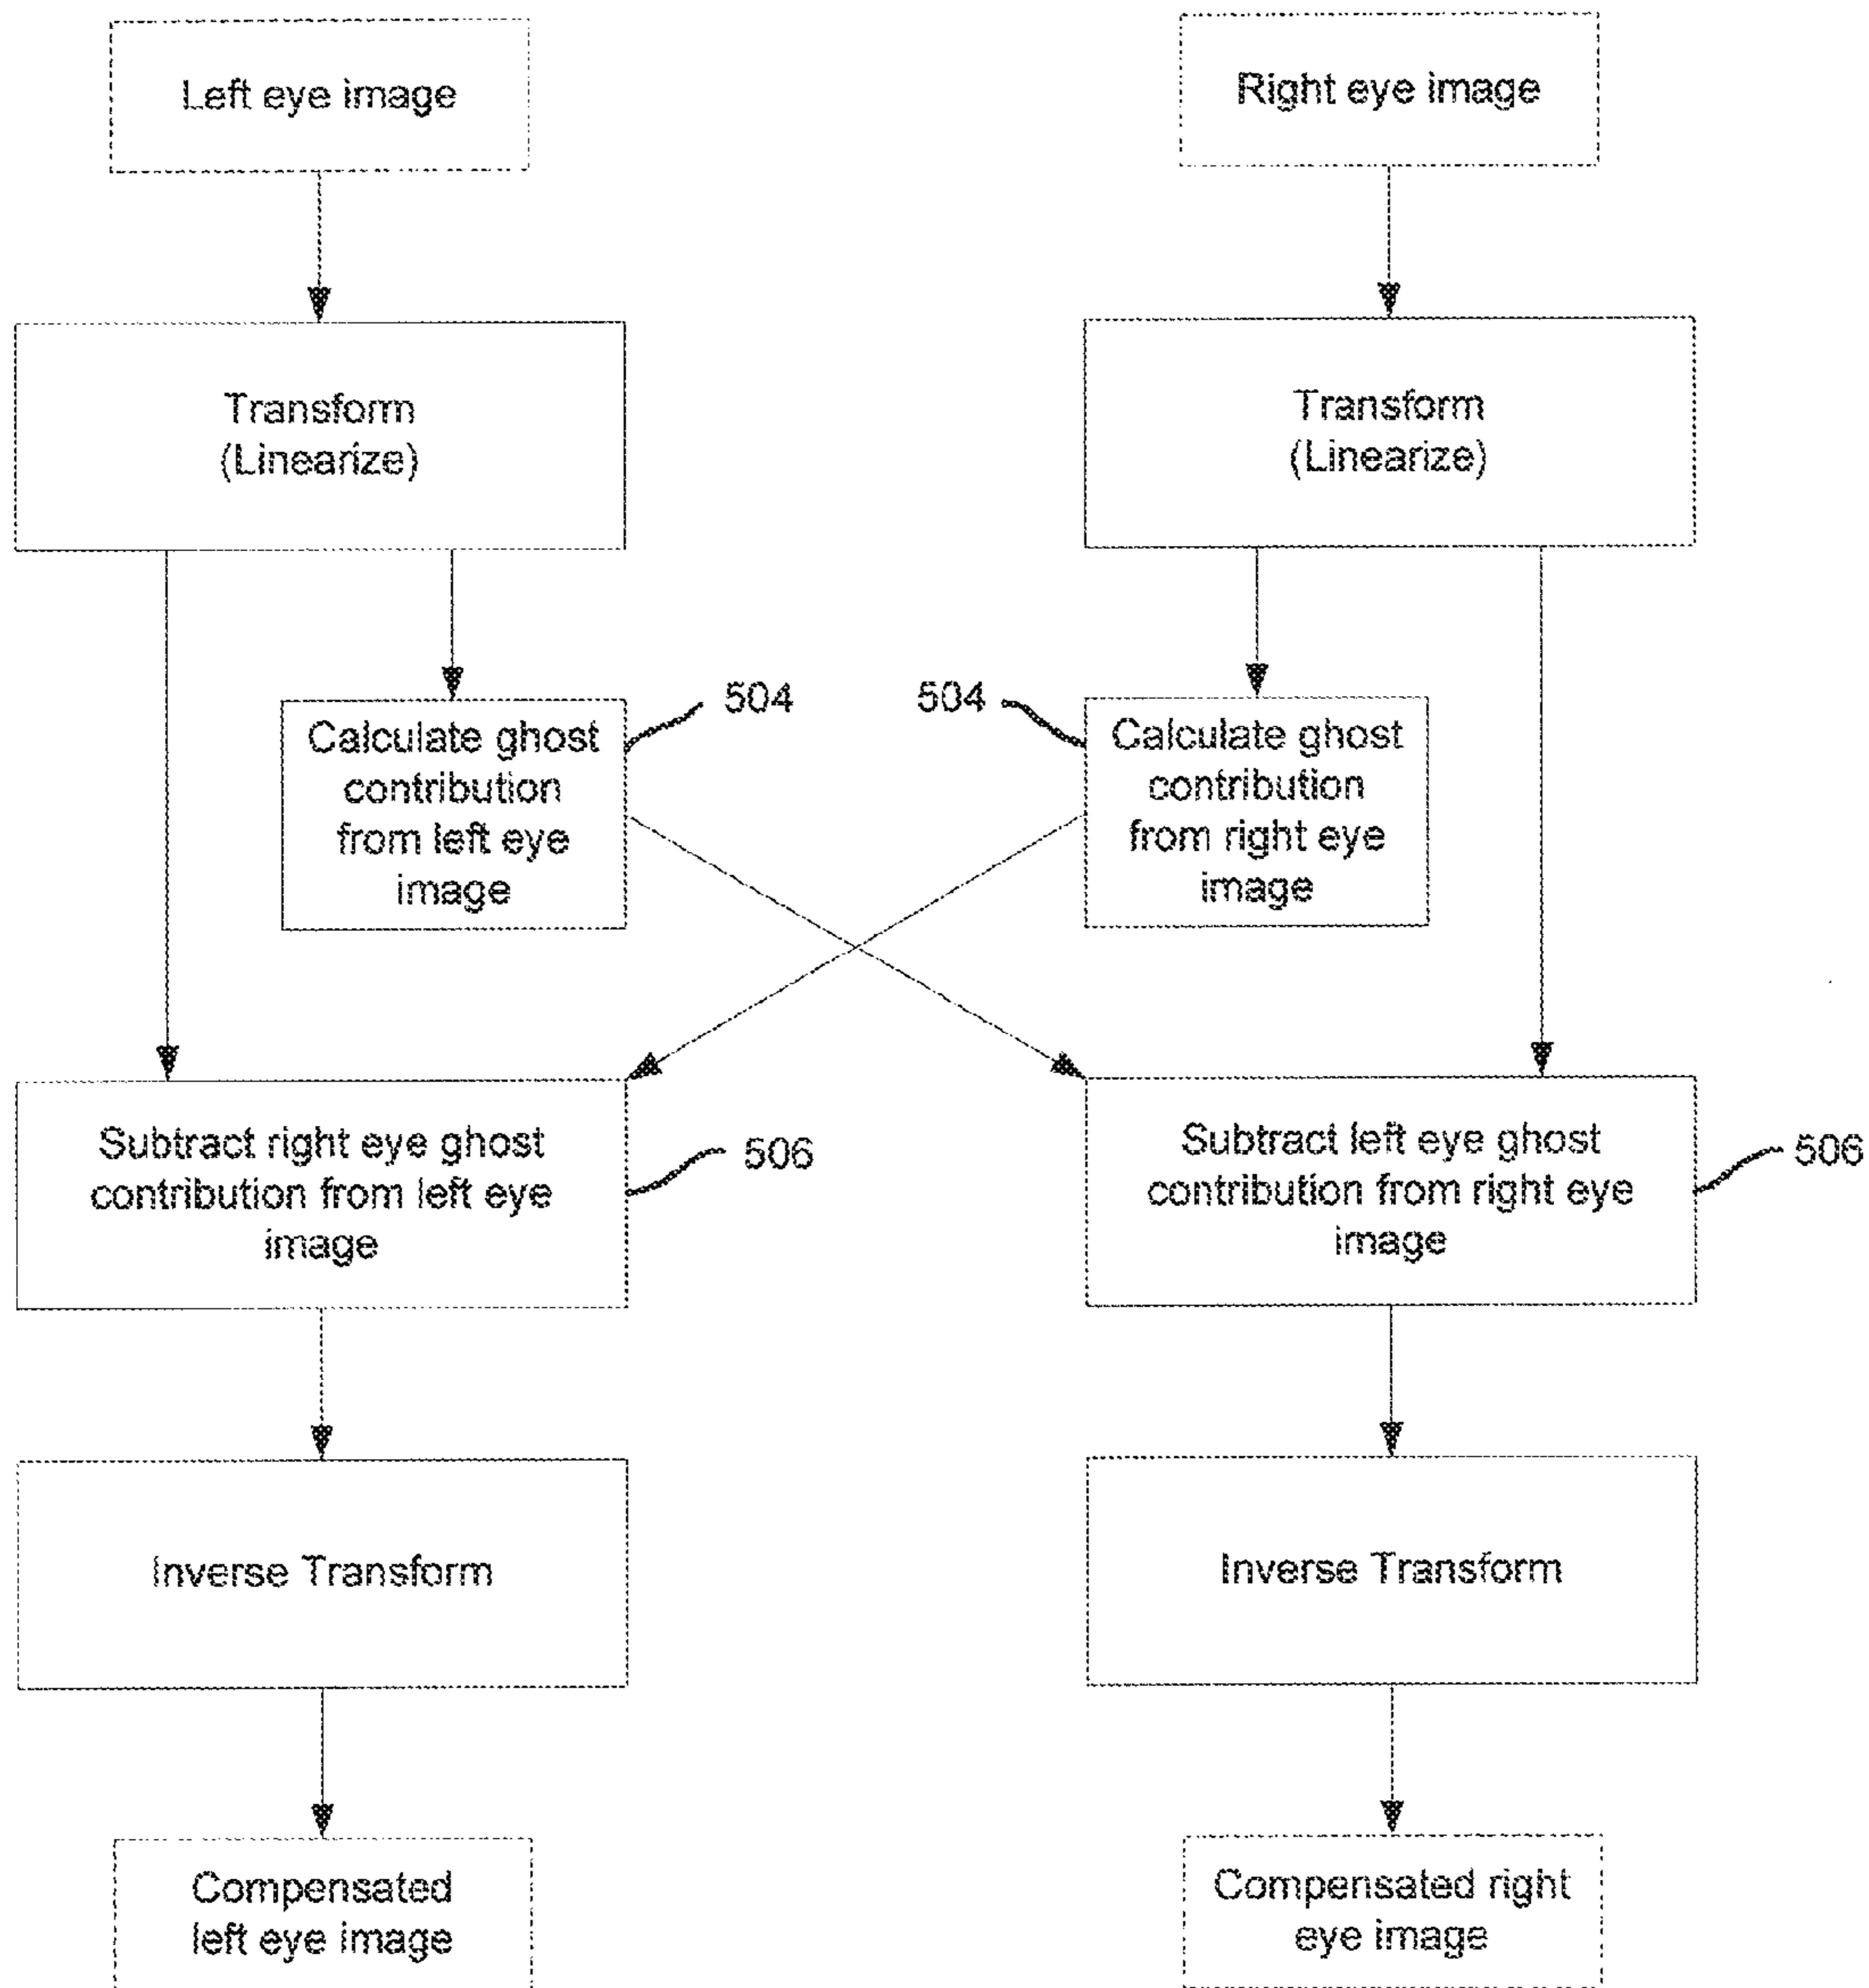 Left eye image
Right eye image
Transform
(Linearize)
Transform
(Linearize)
504
504
Calculate ghost
contribution
from left eye
image
Calculate ghost
contribution
from right eye
image
Subtract right eye ghost
contribution from left eye
image
506
Subtract left eye ghost
contribution from right eye
image
506
Inverse Transform
Inverse Transform
Compensated
left eye image
Compensated right
eye image